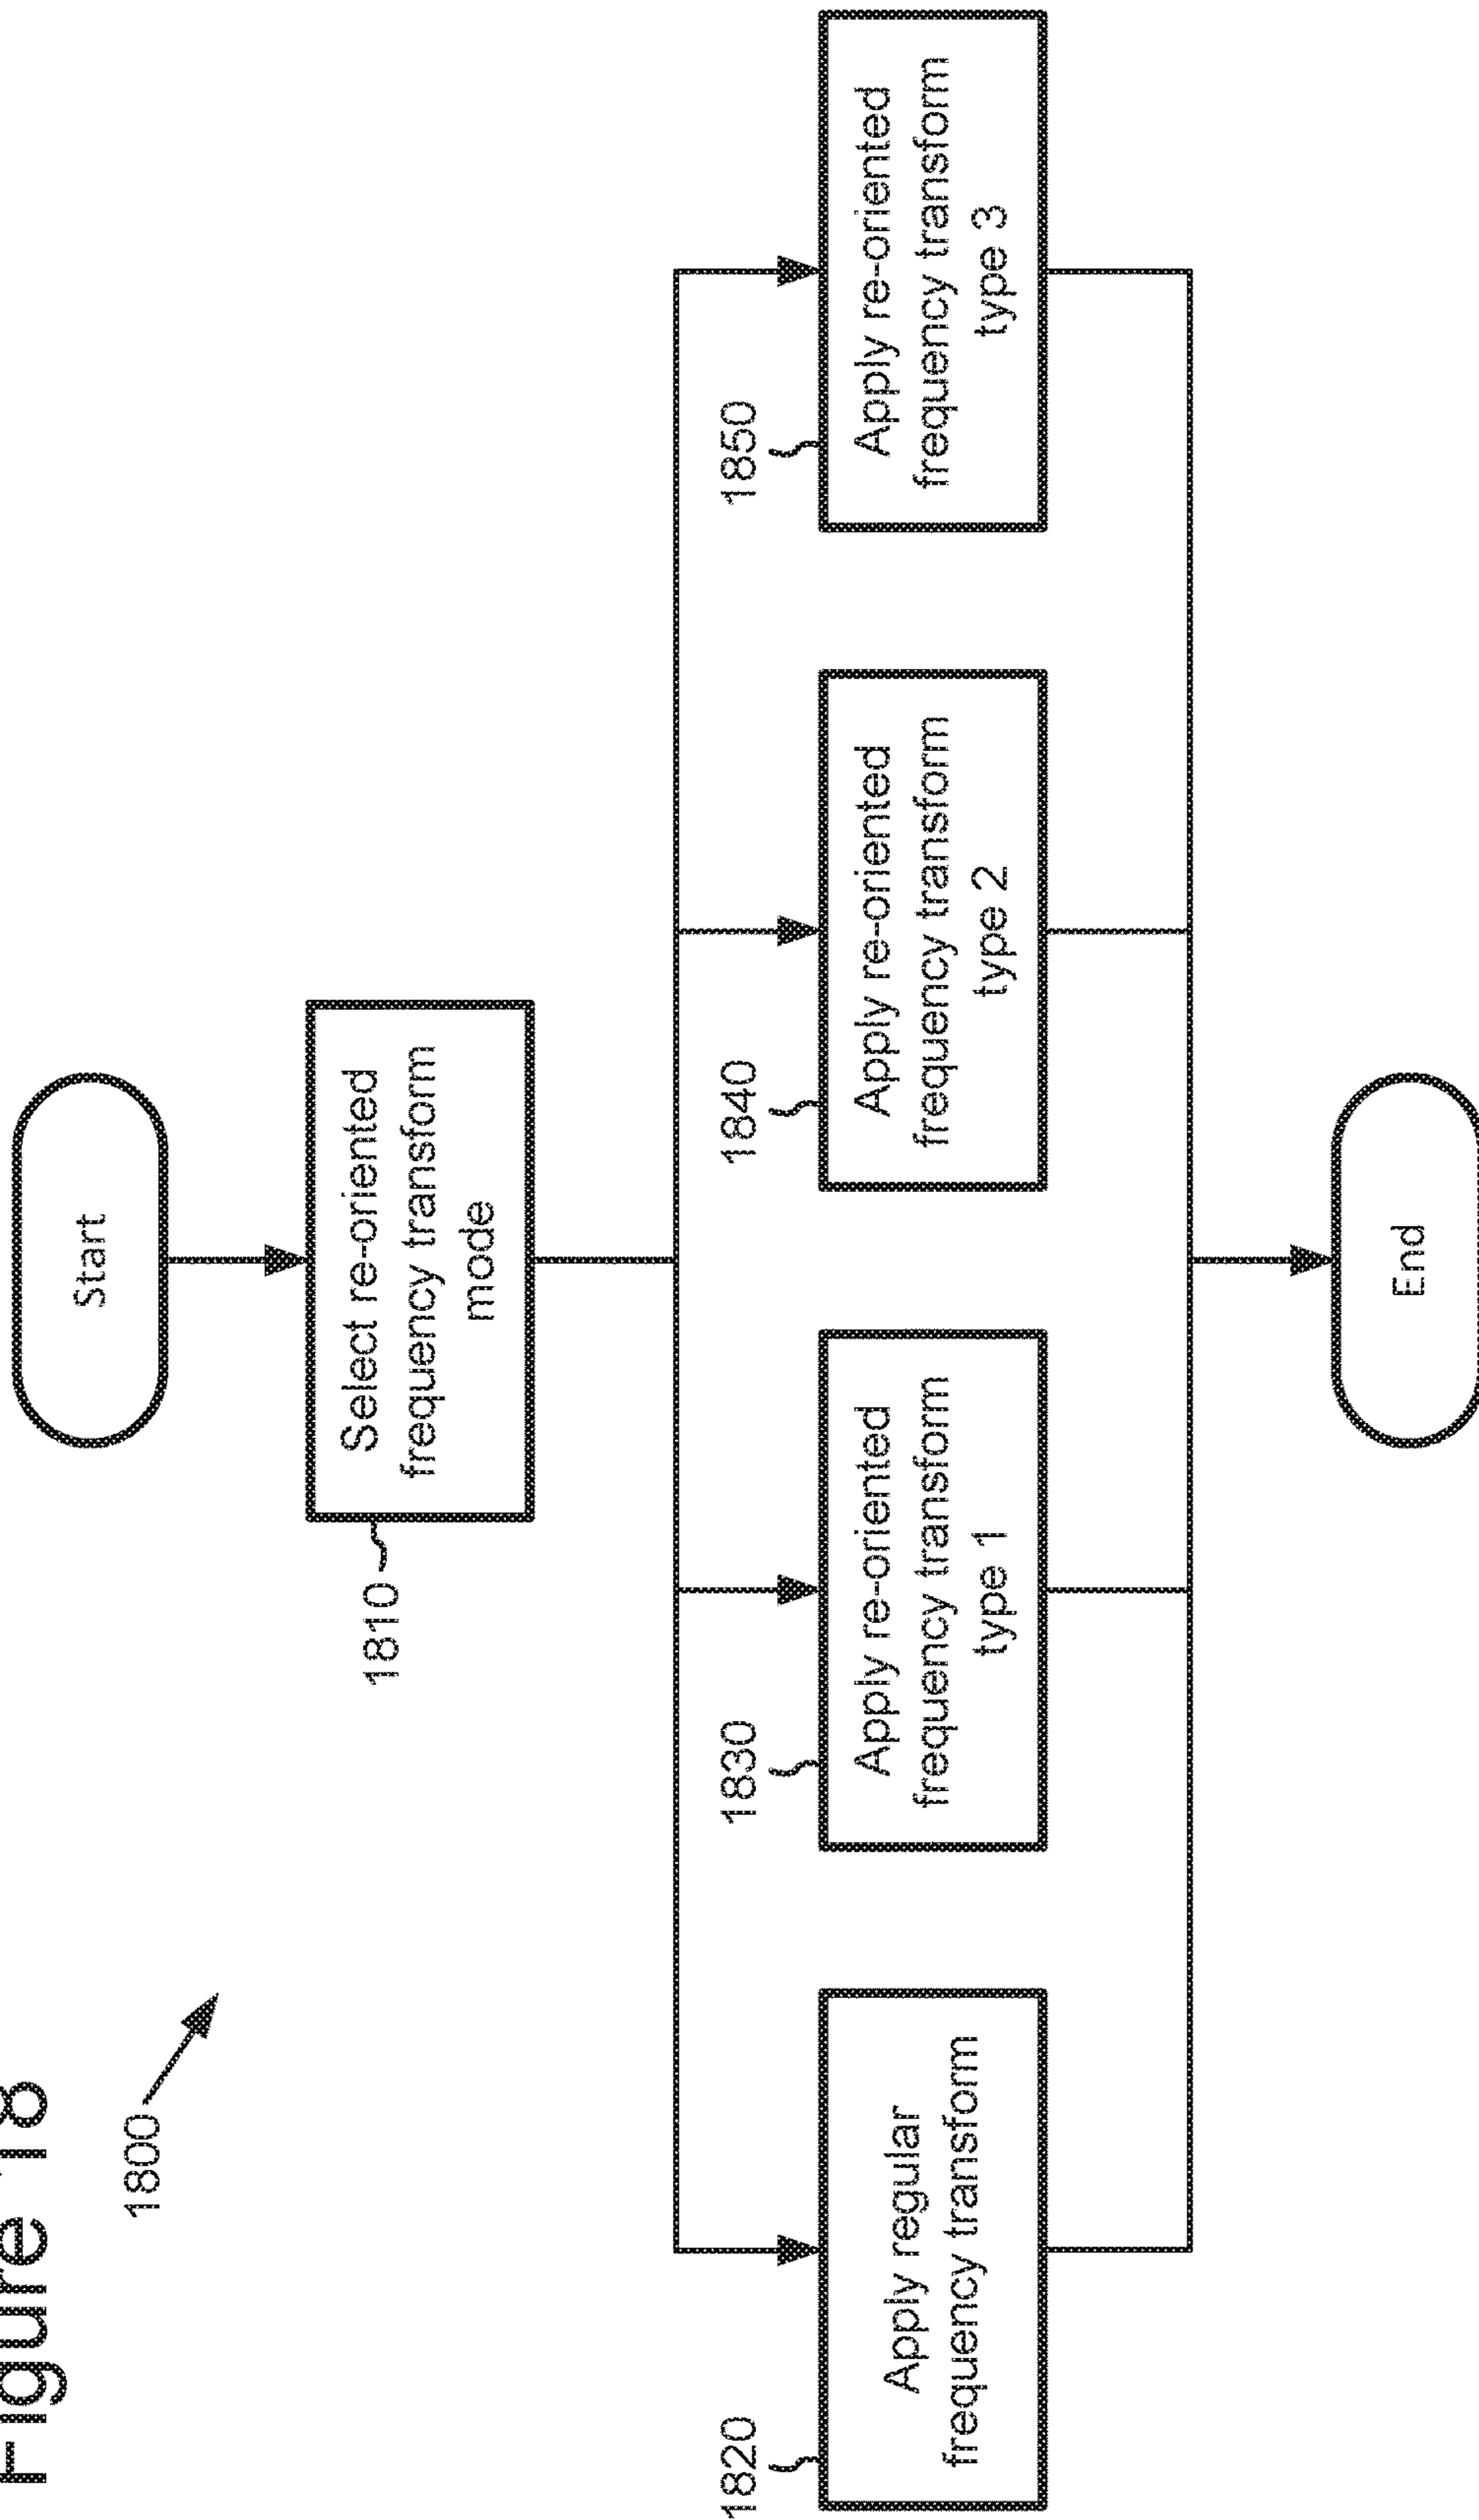 Figure 18
1800
Start
1810
Select re-oriented
frequency transform
mode
1820
Apply regular
frequency transform
1830
Apply re-oriented
frequency transform
type 1
1840
Apply re-oriented
frequency transform
type 2
1850
Apply re-oriented
frequency transform
type 3
End